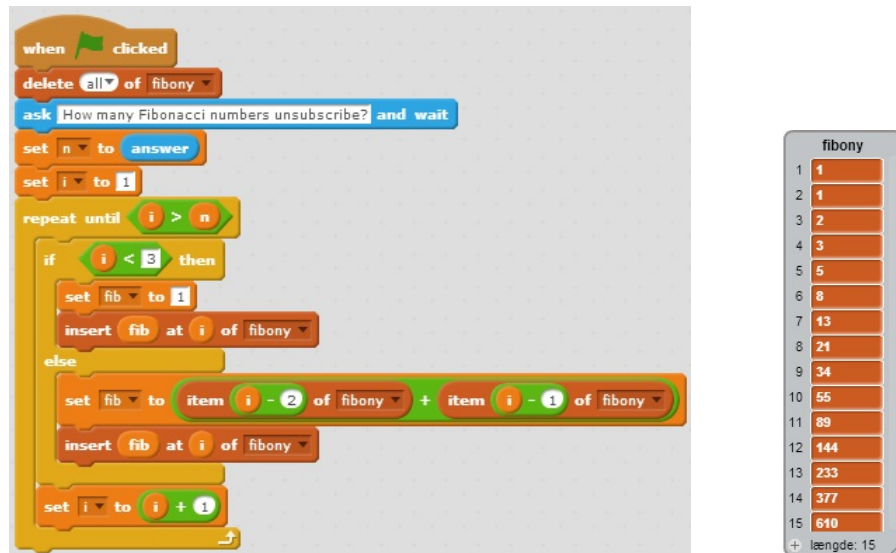 when clicked
delete all of fibony
ask How many Fibonacci numbers unsubscribe? and wait
set n to answer
set i to 1
repeat until i > n
if i < 3 then
set fib to 1
insert fib at i of fibony
else
set fib to item i - 2 of fibony + item i - 1 of fibony
insert fib at i of fibony
set i to i + 1
fibony
1 1
2 1
3 2
4 3
5 5
6 8
7 13
8 21
9 34
10 55
11 89
12 144
13 233
14 377
15 610
+ længde: 15